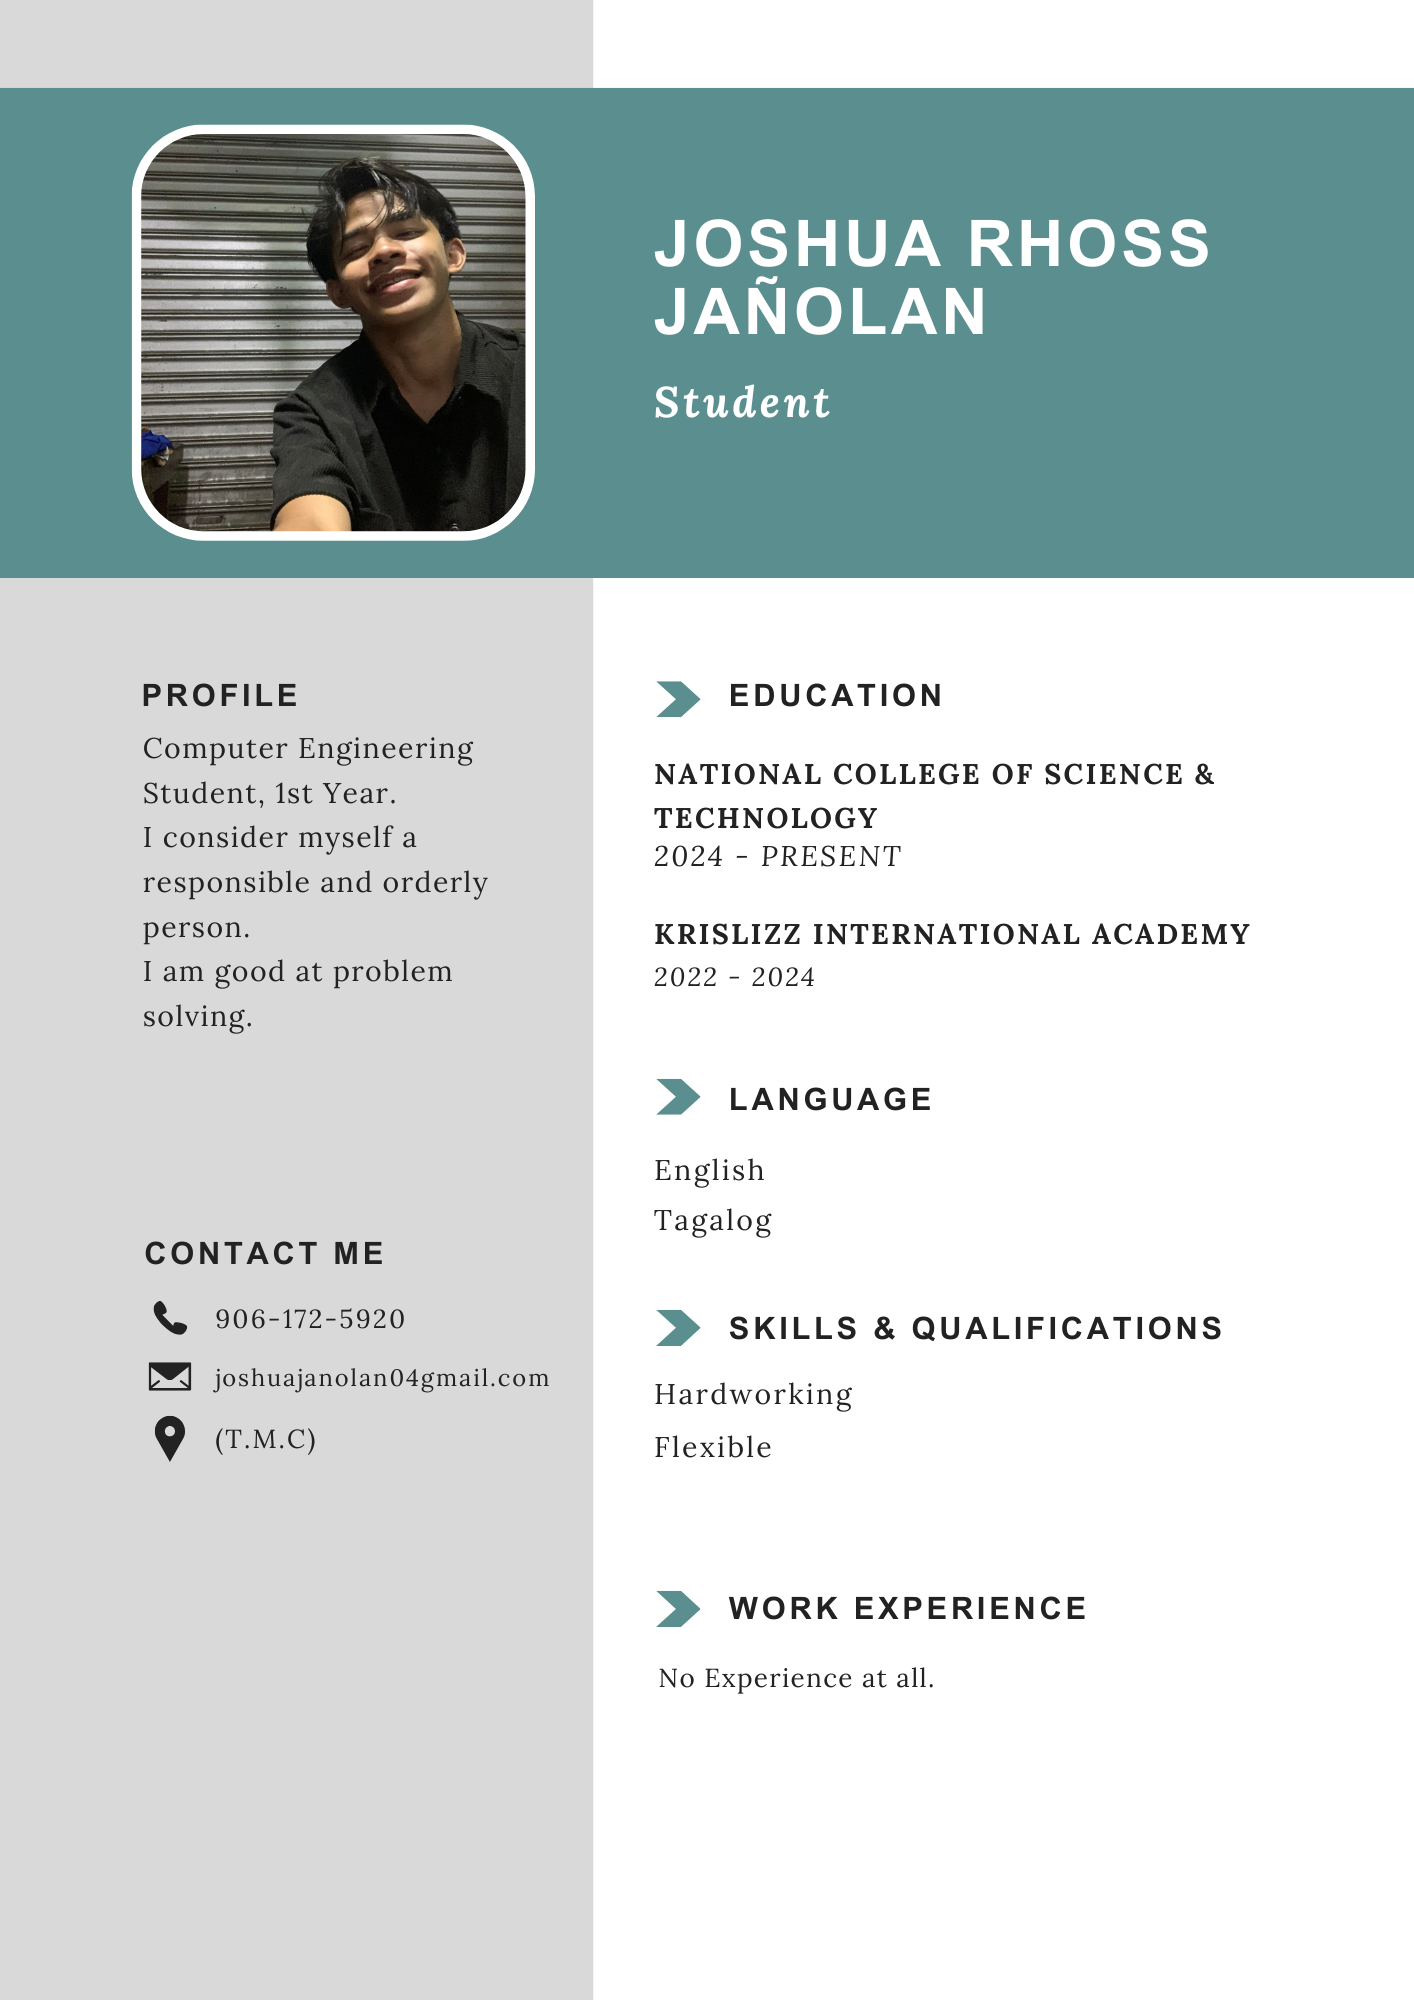 JOSHUA RHOSS
JAÑOLAN
Student
PROFILE
Computer Engineering
Student, 1st Year.
I consider myself a
responsible and orderly
person.
I am good at problem
solving.
CONTACT ME
906-172-5920
joshuajanolan04gmail.com
(T.M.C)
EDUCATION
NATIONAL COLLEGE OF SCIENCE &
TECHNOLOGY
2024 - PRESENT
KRISLIZZ INTERNATIONAL ACADEMY
2022 - 2024
LANGUAGE
English
Tagalog
SKILLS & QUALIFICATIONS
Hardworking
Flexible
WORK EXPERIENCE
No Experience at all.